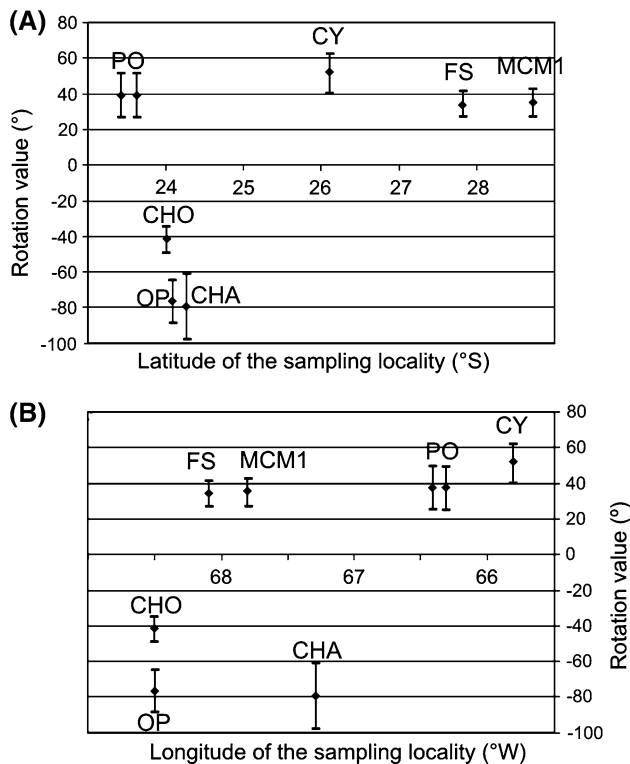 (A)
80
60
40
20
0
-20
-40
-60
-80
-100
Rotation value (°)
PO
CY
FS
MCM1
24 25 26 27 28
CHO
OP
CHA
Latitude of the sampling locality (°S)
(B)
80
60
40
20
0
-20
-40
-60
-80
-100
Rotation value (°)
FS
MCM1
PO
CY
68 67 66
CHO
OP
CHA
Longitude of the sampling locality (°W)